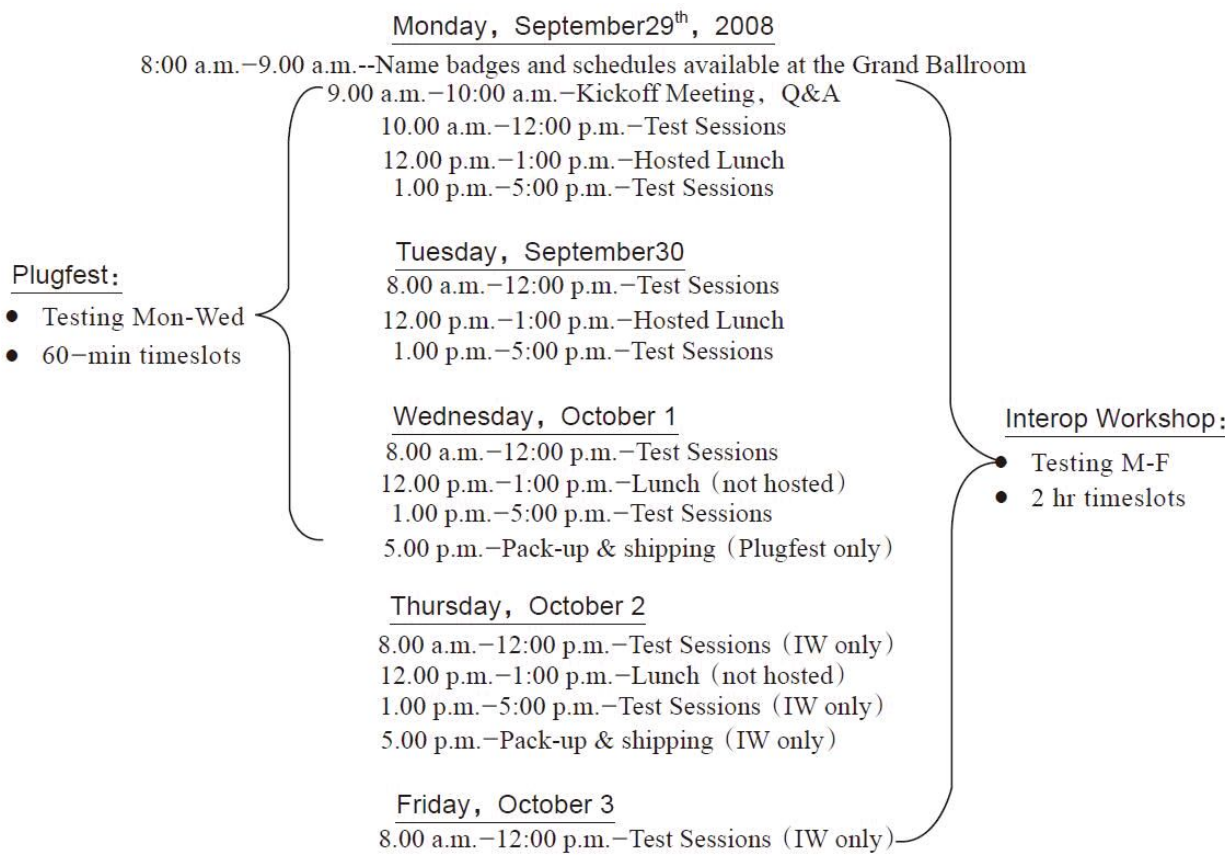 Monday, September29th, 2008
8:00 a.m.−9.00 a.m.--Name badges and schedules available at the Grand Ballroom
9.00 a.m.−10:00 a.m.−Kickoff Meeting, Q&A
10.00 a.m.−12:00 p.m.−Test Sessions
12.00 p.m.−1:00 p.m.−Hosted Lunch
1.00 p.m.−5:00 p.m.−Test Sessions
Tuesday, September30
8.00 a.m.−12:00 p.m.−Test Sessions
12.00 p.m.−1:00 p.m.−Hosted Lunch
1.00 p.m.−5:00 p.m.−Test Sessions
Plugfest:
● Testing Mon-Wed
● 60−min timeslots
Wednesday, October 1
8.00 a.m.−12:00 p.m.−Test Sessions
12.00 p.m.−1:00 p.m.−Lunch (not hosted)
1.00 p.m.−5:00 p.m.−Test Sessions
5.00 p.m.−Pack-up & shipping (Plugfest only)
Interop Workshop:
● Testing M-F
● 2 hr timeslots
Thursday, October 2
8.00 a.m.−12:00 p.m.−Test Sessions (IW only)
12.00 p.m.−1:00 p.m.−Lunch (not hosted)
1.00 p.m.−5:00 p.m.−Test Sessions (IW only)
5.00 p.m.−Pack-up & shipping (IW only)
Friday, October 3
8.00 a.m.−12:00 p.m.−Test Sessions (IW only)